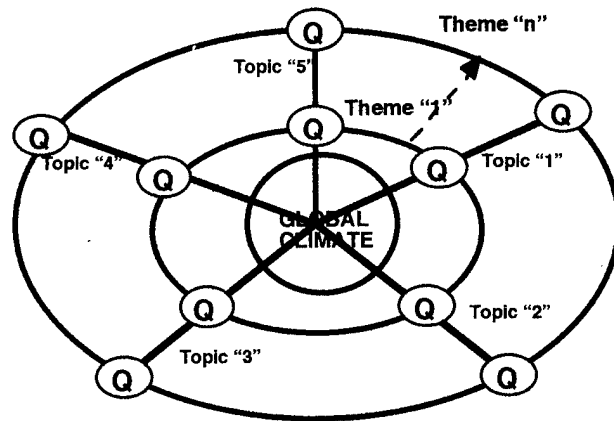 Q
Theme “n”
Topic “5”
Q
Theme “1”
Q
Q
Topic “4”
Q
Q
Topic “1”
GLOBAL
CLIMATE
Q
Q
Topic “2”
Topic “3”
Q
Q